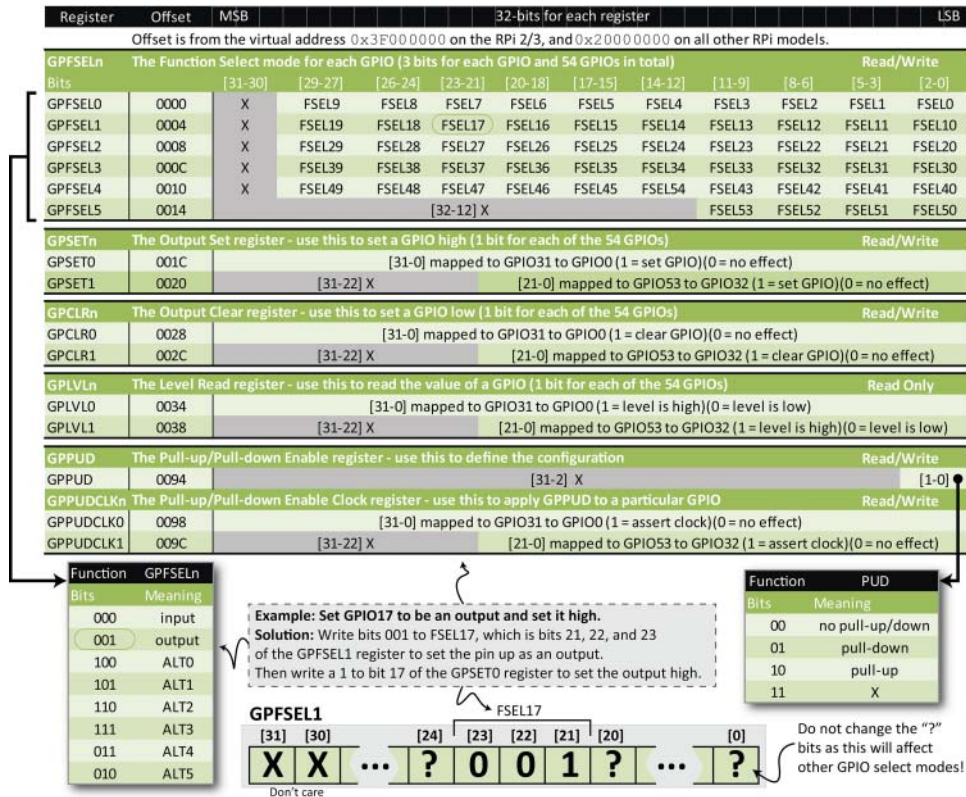 Register Offset MSB 32-bits for each register LSB
Offset is from the virtual address 0x3F000000 on the RPi 2/3, and 0x20000000 on all other RPi models.
GPFSELn The Function Select mode for each GPIO (3 bits for each GPIO and 54 GPIOs in total) Read/Write
Bits [31-30] [29-27] [26-24] [23-21] [20-18] [17-15] [14-12] [11-9] [8-6] [5-3] [2-0]
GPFSEL0 0000 X FSEL9 FSEL8 FSEL7 FSEL6 FSEL5 FSEL4 FSEL3 FSEL2 FSEL1 FSEL0
GPFSEL1 0004 X FSEL19 FSEL18 FSEL17 FSEL16 FSEL15 FSEL14 FSEL13 FSEL12 FSEL11 FSEL10
GPFSEL2 0008 X FSEL29 FSEL28 FSEL27 FSEL26 FSEL25 FSEL24 FSEL23 FSEL22 FSEL21 FSEL20
GPFSEL3 000C X FSEL39 FSEL38 FSEL37 FSEL36 FSEL35 FSEL34 FSEL33 FSEL32 FSEL31 FSEL30
GPFSEL4 0010 X FSEL49 FSEL48 FSEL47 FSEL46 FSEL45 FSEL54 FSEL43 FSEL42 FSEL41 FSEL40
GPFSEL5 0014 [32-12] X FSEL53 FSEL52 FSEL51 FSEL50
GPSETn The Output Set register - use this to set a GPIO high (1 bit for each of the 54 GPIOs) Read/Write
GPSET0 001C [31-0] mapped to GPIO31 to GPIO0 (1 = set GPIO)(0 = no effect)
GPSET1 0020 [31-22] X [21-0] mapped to GPIO53 to GPIO32 (1 = set GPIO)(0 = no effect)
GPCLRn The Output Clear register - use this to set a GPIO low (1 bit for each of the 54 GPIOs) Read/Write
GPCLR0 0028 [31-0] mapped to GPIO31 to GPIO0 (1 = clear GPIO)(0 = no effect)
GPCLR1 002C [31-22] X [21-0] mapped to GPIO53 to GPIO32 (1 = clear GPIO)(0 = no effect)
GPLVLn The Level Read register - use this to read the value of a GPIO (1 bit for each of the 54 GPIOs) Read Only
GPLVL0 0034 [31-0] mapped to GPIO31 to GPIO0 (1 = level is high)(0 = level is low)
GPLVL1 0038 [31-22] X [21-0] mapped to GPIO53 to GPIO32 (1 = level is high)(0 = level is low)
GPPUD The Pull-up/Pull-down Enable register - use this to define the configuration Read/Write
GPPUD 0094 [31-2] X [1-0]
GPPUDCLKn The Pull-up/Pull-down Enable Clock register - use this to apply GPPUD to a particular GPIO Read/Write
GPPUDCLK0 0098 [31-0] mapped to GPIO31 to GPIO0 (1 = assert clock)(0 = no effect)
GPPUDCLK1 009C [31-22] X [21-0] mapped to GPIO53 to GPIO32 (1 = assert clock)(0 = no effect)
Function GPFSELn
Bits Meaning
000 input
001 output
100 ALT0
101 ALT1
110 ALT2
111 ALT3
011 ALT4
010 ALT5
Example: Set GPIO17 to be an output and set it high.
Solution: Write bits 001 to FSEL17, which is bits 21, 22, and 23
of the GPFSEL1 register to set the pin up as an output.
Then write a 1 to bit 17 of the GPSET0 register to set the output high.
Function PUD
Bits Meaning
00 no pull-up/down
01 pull-down
10 pull-up
11 X
FSEL17
GPFSEL1
[31] [30] [24] [23] [22] [21] [20] [0]
X X ... ? 0 0 1 ? ... ?
Don't care
Do not change the "?"
bits as this will affect
other GPIO select modes!